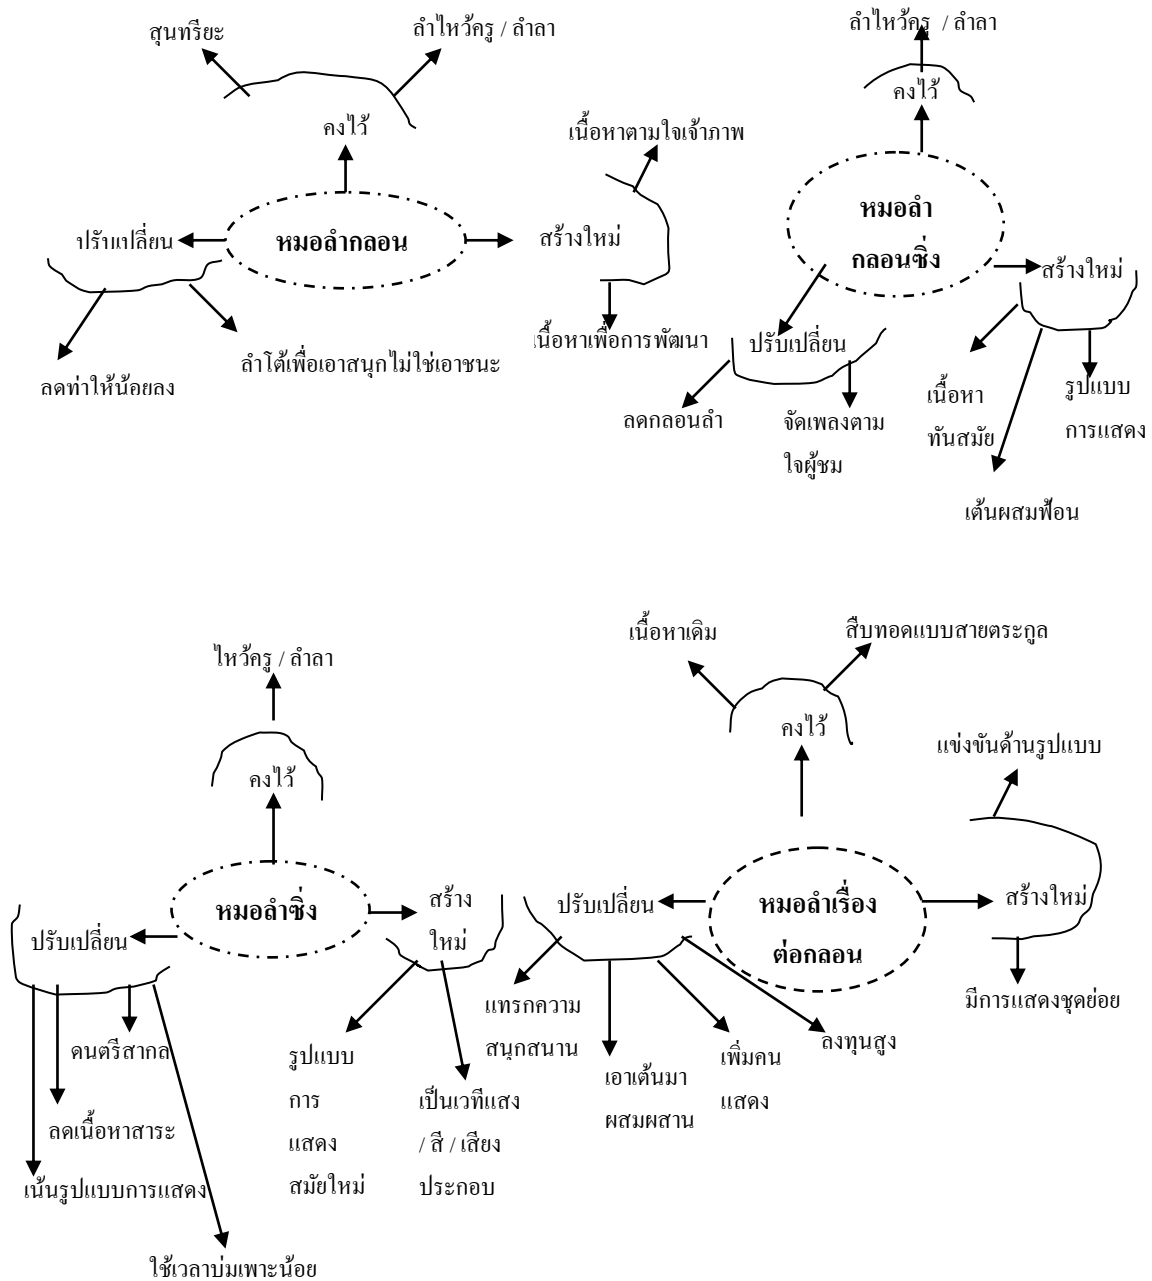 สุนทรียะ
ลำไหว้ครู / ลำลา
คงไว้
ปรับเปลี่ยน
หมอลำกลอน
สร้างใหม่
เนื้อหาตามใจเจ้าภาพ
เนื้อหาเพื่อการพัฒนา
ลดท่าให้น้อยลง
ลำโต้เพื่อเอาสนุกไม่ใช่เอาชนะ
ลำไหว้ครู / ลำลา
คงไว้
หมอลำ
กลอนซิ่ง
สร้างใหม่
ปรับเปลี่ยน
ลดกลอนลำ
จัดเพลงตาม
ใจผู้ชม
เนื้อหา
ทันสมัย
รูปแบบ
การแสดง
เต้นผสมฟ้อน
ไหว้ครู / ลำลา
คงไว้
หมอลำซิ่ง
ปรับเปลี่ยน
สร้าง
ใหม่
ดนตรีสากล
ลดเนื้อหาสาระ
เน้นรูปแบบการแสดง
ใช้เวลาบ่มเพาะน้อย
รูปแบบ
การ
แสดง
สมัยใหม่
เป็นเวทีแสง
/ สี / เสียง
ประกอบ
เนื้อหาเดิม
สืบทอดแบบสายตระกูล
คงไว้
แข่งขันด้านรูปแบบ
ปรับเปลี่ยน
หมอลำเรื่อง
ต่อกลอน
สร้างใหม่
มีการแสดงชุดย่อย
แทรกความ
สนุกสนาน
เอาเต้นมา
ผสมผสาน
เพิ่มคน
แสดง
ลงทุนสูง